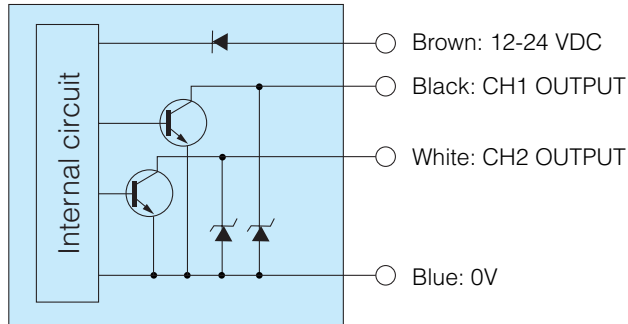 Internal circuit
Brown: 12-24 VDC
Black: CH1 OUTPUT
White: CH2 OUTPUT
Blue: 0V